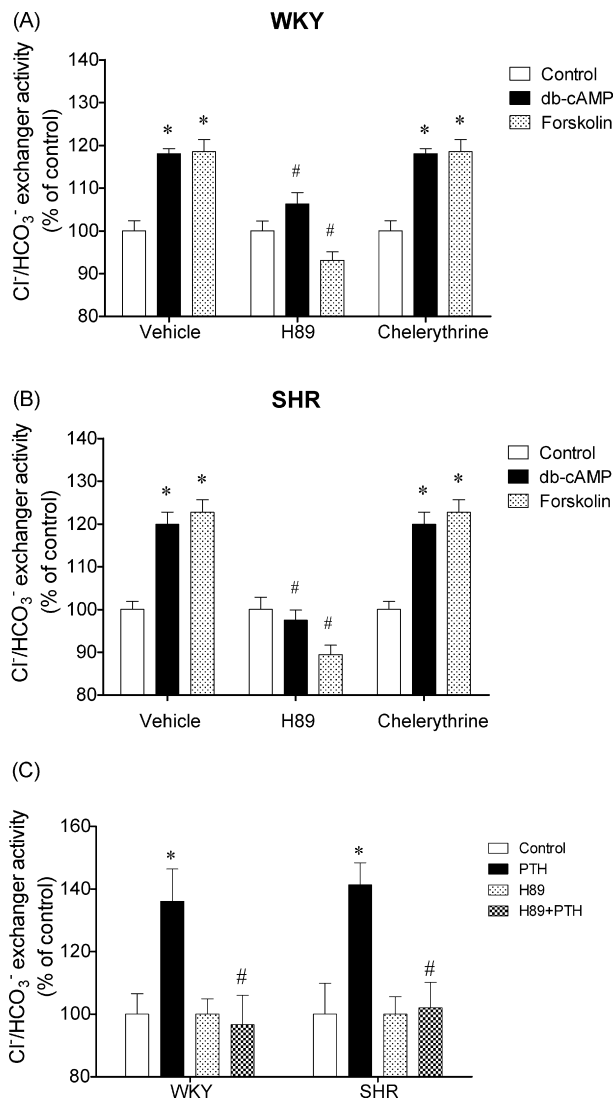 (A)
WKY
Cl⁻/HCO₃⁻ exchanger activity
(% of control)
140
130
120
110
100
90
80
* * # # * *
Vehicle H89 Chelerythrine
Control
db-cAMP
Forskolin
(B)
SHR
Cl⁻/HCO₃⁻ exchanger activity
(% of control)
140
130
120
110
100
90
80
* * # # * *
Vehicle H89 Chelerythrine
Control
db-cAMP
Forskolin
(C)
Cl⁻/HCO₃⁻ exchanger activity
(% of control)
160
140
120
100
80
* # * #
WKY SHR
Control
PTH
H89
H89+PTH